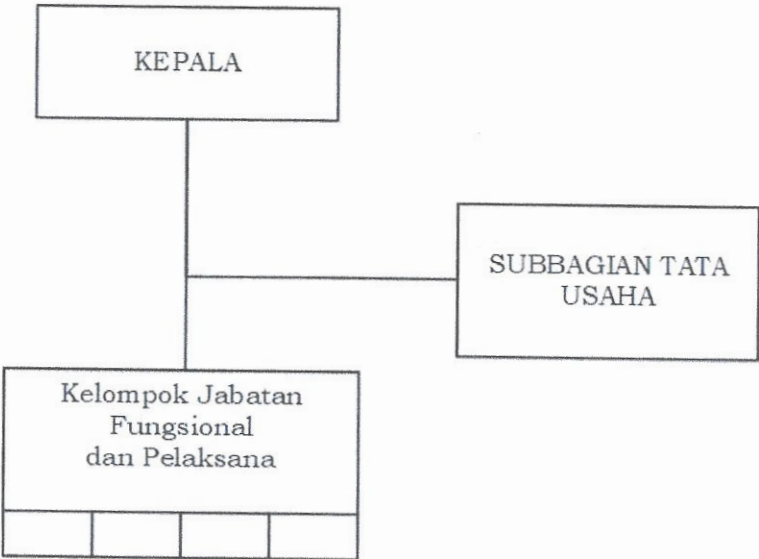 KEPALA
SUBBAGIAN TATA
USAHA
Kelompok Jabatan
Fungsional
dan Pelaksana